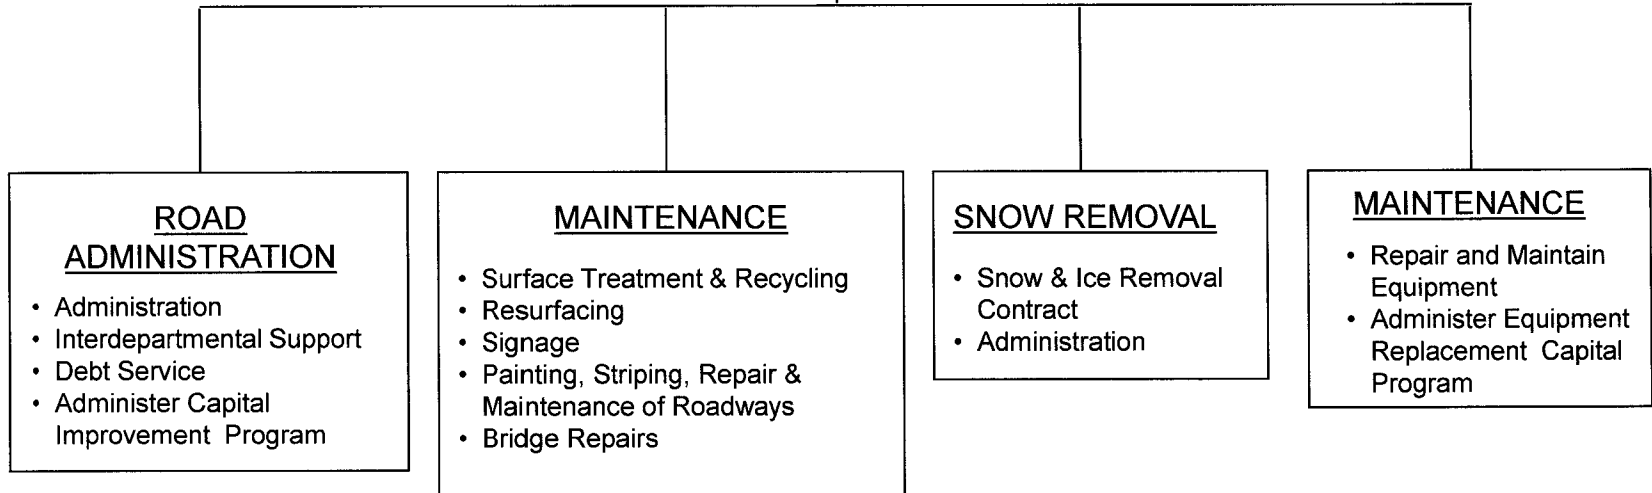 ROAD
ADMINISTRATION
• Administration
• Interdepartmental Support
• Debt Service
• Administer Capital
Improvement Program
MAINTENANCE
• Surface Treatment & Recycling
• Resurfacing
• Signage
• Painting, Striping, Repair &
Maintenance of Roadways
• Bridge Repairs
SNOW REMOVAL
• Snow & Ice Removal
Contract
• Administration
MAINTENANCE
• Repair and Maintain
Equipment
• Administer Equipment
Replacement Capital
Program